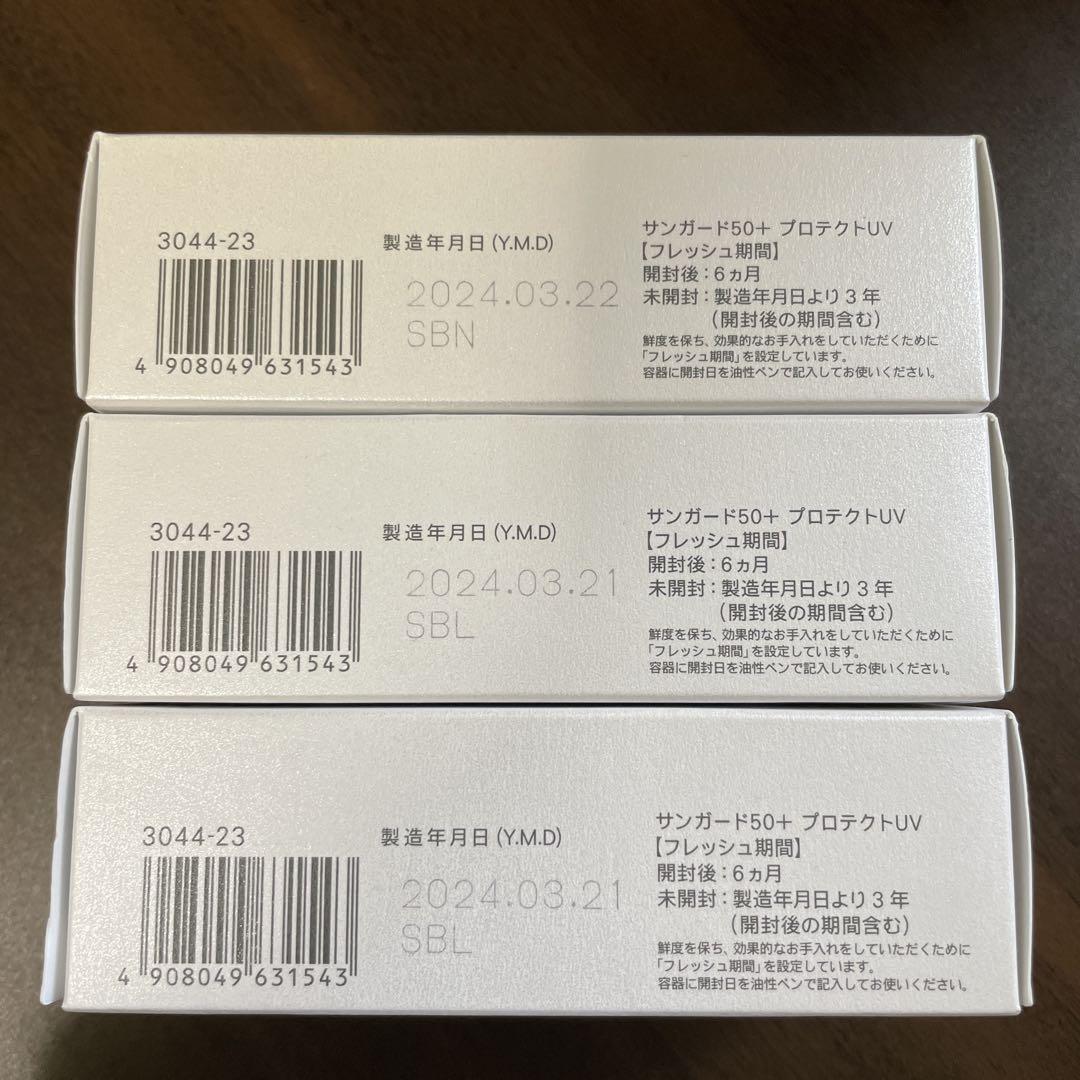 3044-23
4 908049 631543
製造年月日(Y.M.D)
2024.03.22
SBN
サンガード50+ プロテクトUV
【フレッシュ期間】
開封後:6ヵ月
未開封:製造年月日より3年
(開封後の期間含む)
鮮度を保ち、効果的なお手入れをしていただくために
「フレッシュ期間」を設定しています。
容器に開封日を油性ペンで記入してお使いください。
3044-23
4 908049 631543
製造年月日(Y.M.D)
2024.03.21
SBL
サンガード50+ プロテクトUV
【フレッシュ期間】
開封後:6ヵ月
未開封:製造年月日より3年
(開封後の期間含む)
鮮度を保ち、効果的なお手入れをしていただくために
「フレッシュ期間」を設定しています。
容器に開封日を油性ペンで記入してお使いください。
3044-23
4 908049 631543
製造年月日(Y.M.D)
2024.03.21
SBL
サンガード50+ プロテクトUV
【フレッシュ期間】
開封後:6ヵ月
未開封:製造年月日より3年
(開封後の期間含む)
鮮度を保ち、効果的なお手入れをしていただくために
「フレッシュ期間」を設定しています。
容器に開封日を油性ペンで記入してお使いください。